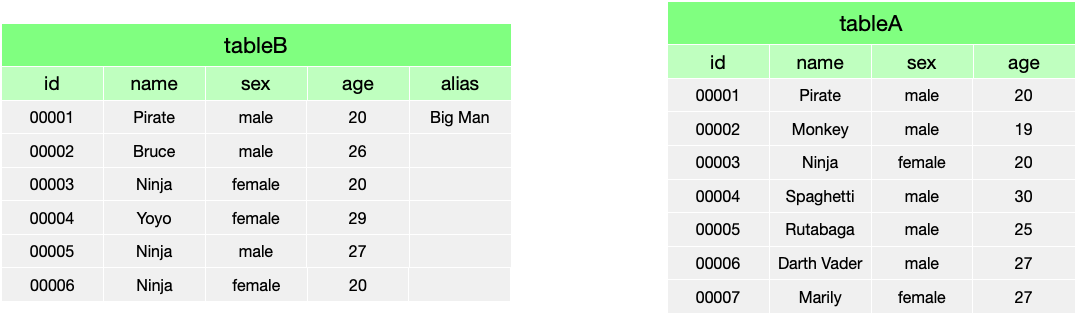 tableB
id name sex age alias
00001 Pirate male 20 Big Man
00002 Bruce male 26
00003 Ninja female 20
00004 Yoyo female 29
00005 Ninja male 27
00006 Ninja female 20
tableA
id name sex age
00001 Pirate male 20
00002 Monkey male 19
00003 Ninja female 20
00004 Spaghetti male 30
00005 Rutabaga male 25
00006 Darth Vader male 27
00007 Marily female 27